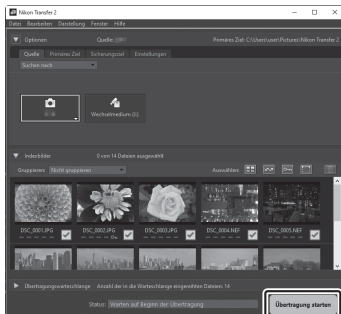 Nikon Transfer 2
Datei Bearbeiten Darstellung Fenster Hilfe
Optionen Quelle: Primäres Ziel: C:\Users\user\Pictures\Nikon Transfer 2
Quelle Primäres Ziel Sicherungsziel Einstellungen
Suchen nach
Wechselmedium (I:)
Inderbilder 0 von 14 Dateien ausgewählt
Gruppieren: Nicht gruppieren Auswählen:
DSC_0001.JPG DSC_0002.JPG DSC_0003.JPG DSC_0004.NEF DSC_0005.NEF
Übertragungswarteschlange Anzahl der in die Warteschlange eingereihten Dateien: 14
Status: Warten auf Beginn der Übertragung Übertragung starten